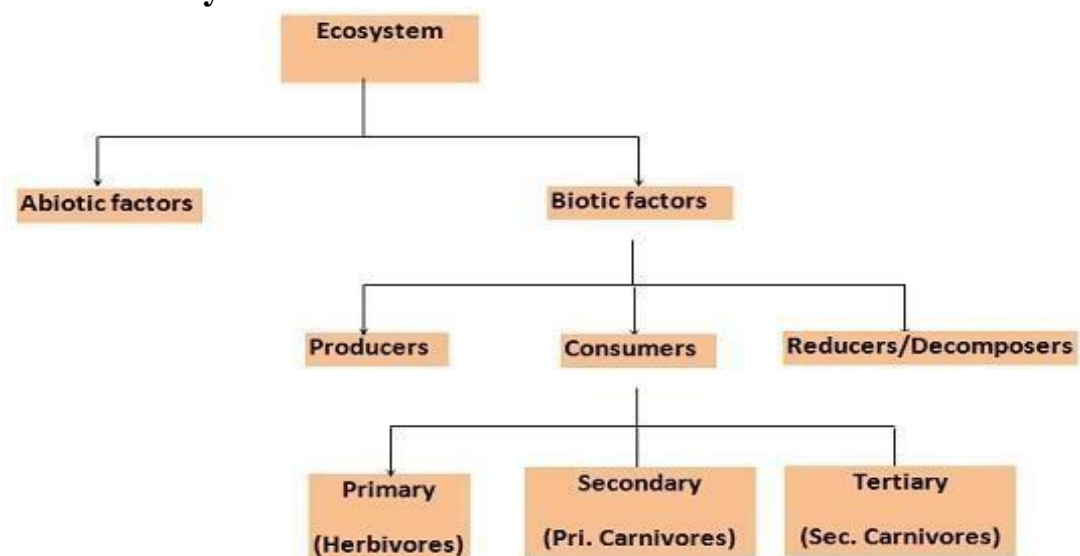 Ecosystem
Abiotic factors
Biotic factors
Producers
Consumers
Reducers/Decomposers
Primary
(Herbivores)
Secondary
(Pri. Carnivores)
Tertiary
(Sec. Carnivores)